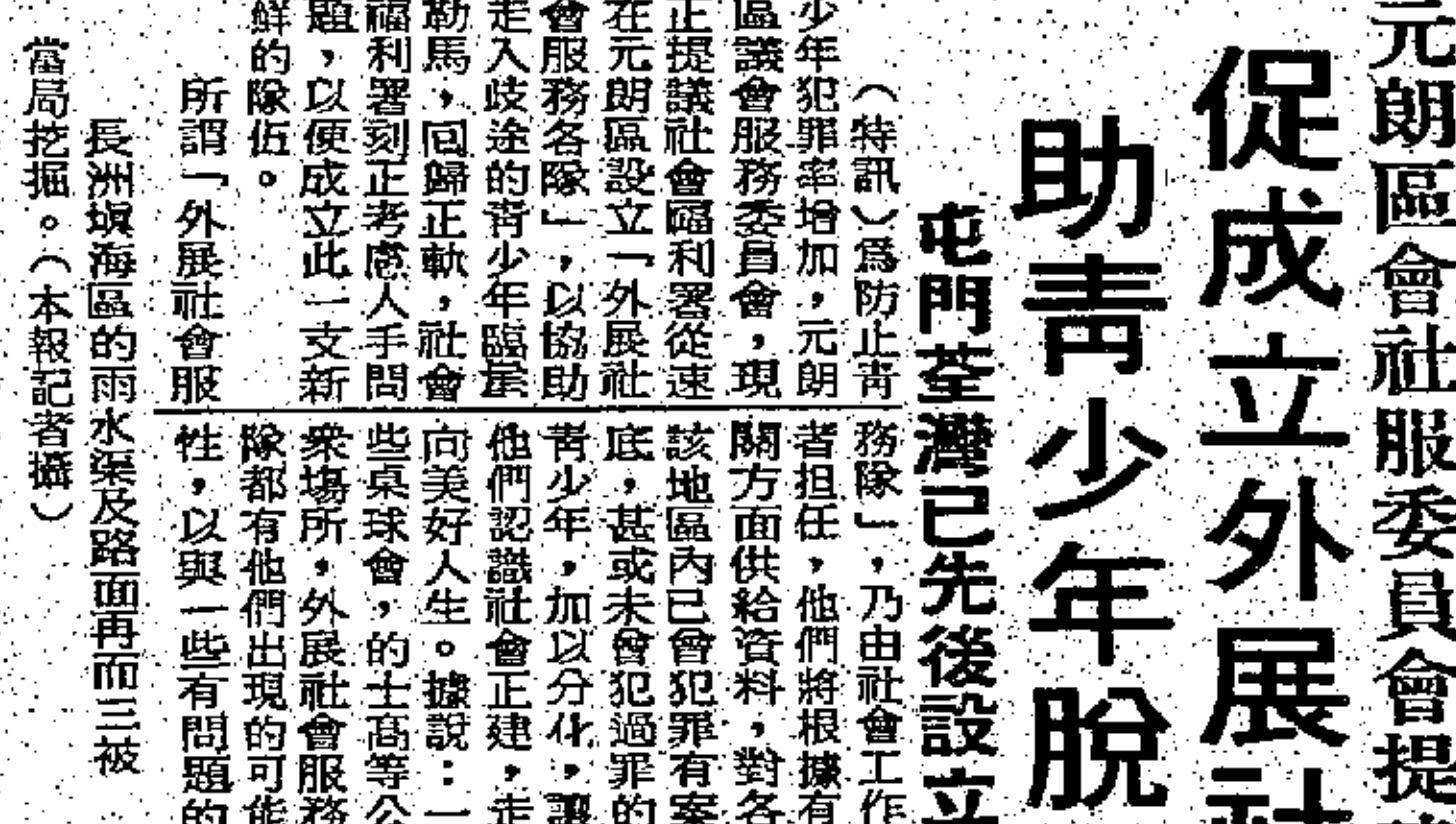 元朗區會社服委員會提
促成立外展社
助青少年脫
屯門荃灣已先後設立
（特訊）爲防止青
少年犯罪率增加，元朗
區議會服務委員會，現
正提議社會福利署從速
在元朗區設立「外展社
會服務各隊」，以協助
走入歧途的青少年臨崖
勒馬，回歸正軌，社會
福利署刻正考慮人手問
題，以便成立此一支新
鮮的隊伍。
所謂「外展社會服
務隊」，乃由社會工作
者担任，他們將根據有
關方面供給資料，對各
該地區內已曾犯罪有案
底，甚或未曾犯過罪的
青少年，加以分化，讓
他們認識社會正建，走
向美好人生。據說：一
些桌球會，的士高等公
衆場所，外展社會服務
隊都有他們出現的可能
性，以與一些有問題的
長洲塡海區的雨水渠及路面再而三被
當局挖掘。（本報記者攝）